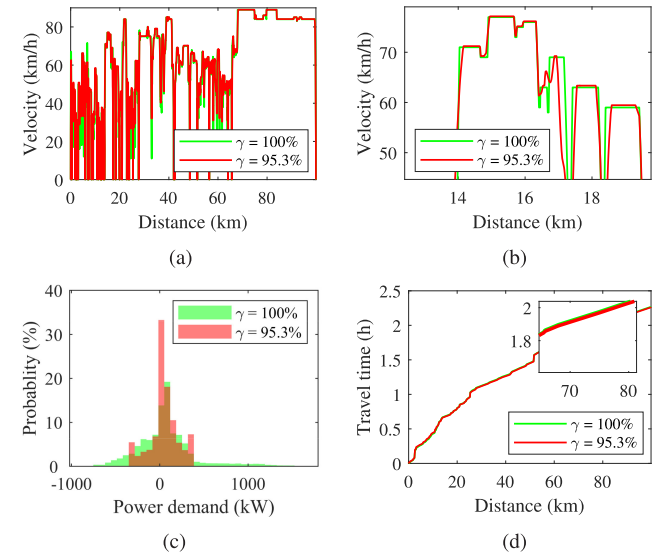 80
60
40
20
0
Velocity (km/h)
γ = 100%
γ = 95.3%
0 20 40 60 80
Distance (km)
(a)
70
60
50
Velocity (km/h)
γ = 100%
γ = 95.3%
14 16 18
Distance (km)
(b)
40
30
20
10
0
Probablity (%)
γ = 100%
γ = 95.3%
-1000 0 1000
Power demand (kW)
(c)
2.5
2
1.5
1
0.5
0
Travel time (h)
2
1.8
70 80
γ = 100%
γ = 95.3%
0 20 40 60 80
Distance (km)
(d)